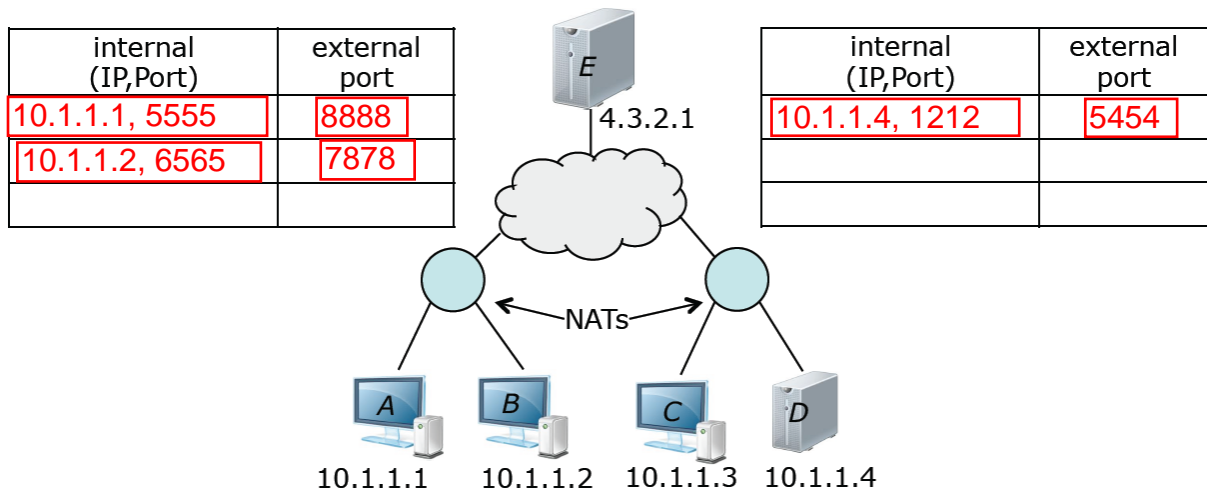 internal
(IP,Port)
external
port
10.1.1.1, 5555
8888
10.1.1.2, 6565
7878
E
4.3.2.1
internal
(IP,Port)
external
port
10.1.1.4, 1212
5454
NATs
A
B
C
D
10.1.1.1
10.1.1.2
10.1.1.3
10.1.1.4